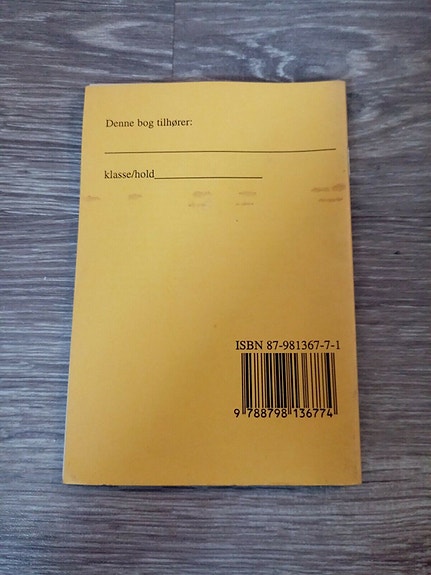 Denne bog tilhører:
klasse/hold
ISBN 87-981367-7-1
9 788798 136774